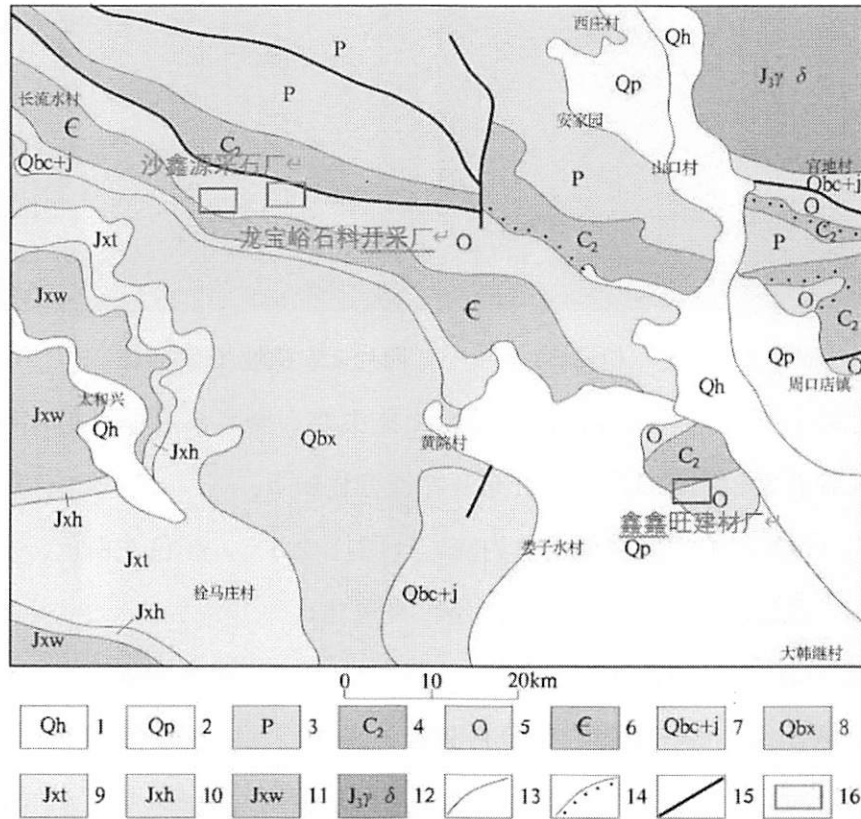 西庄村
Qh
P
Qp
J₃γ δ
长流水村
P
安家园
Є
C₂
山口村
官地村
Qbc+j
沙鑫源采石厂
P
Qbc+j
O
C₂
Jxt
龙宝峪石料开采厂
O
C₂
P
O
Jxw
Є
C₂
Qp
O
太和兴
Qh
周口店镇
Jxw
Qh
Qbx
黄院村
O
Jxh
C₂
Jxh
O
鑫鑫旺建材厂
娄子水村
Qp
Jxt
Qbc+j
Jxh
栓马庄村
Jxw
大韩继村
0 10 20km
Qh 1 Qp 2 P 3 C₂ 4 O 5 Є 6 Qbc+j 7 Qbx 8
Jxt 9 Jxh 10 Jxw 11 J₃γ δ 12 13 14 15 16